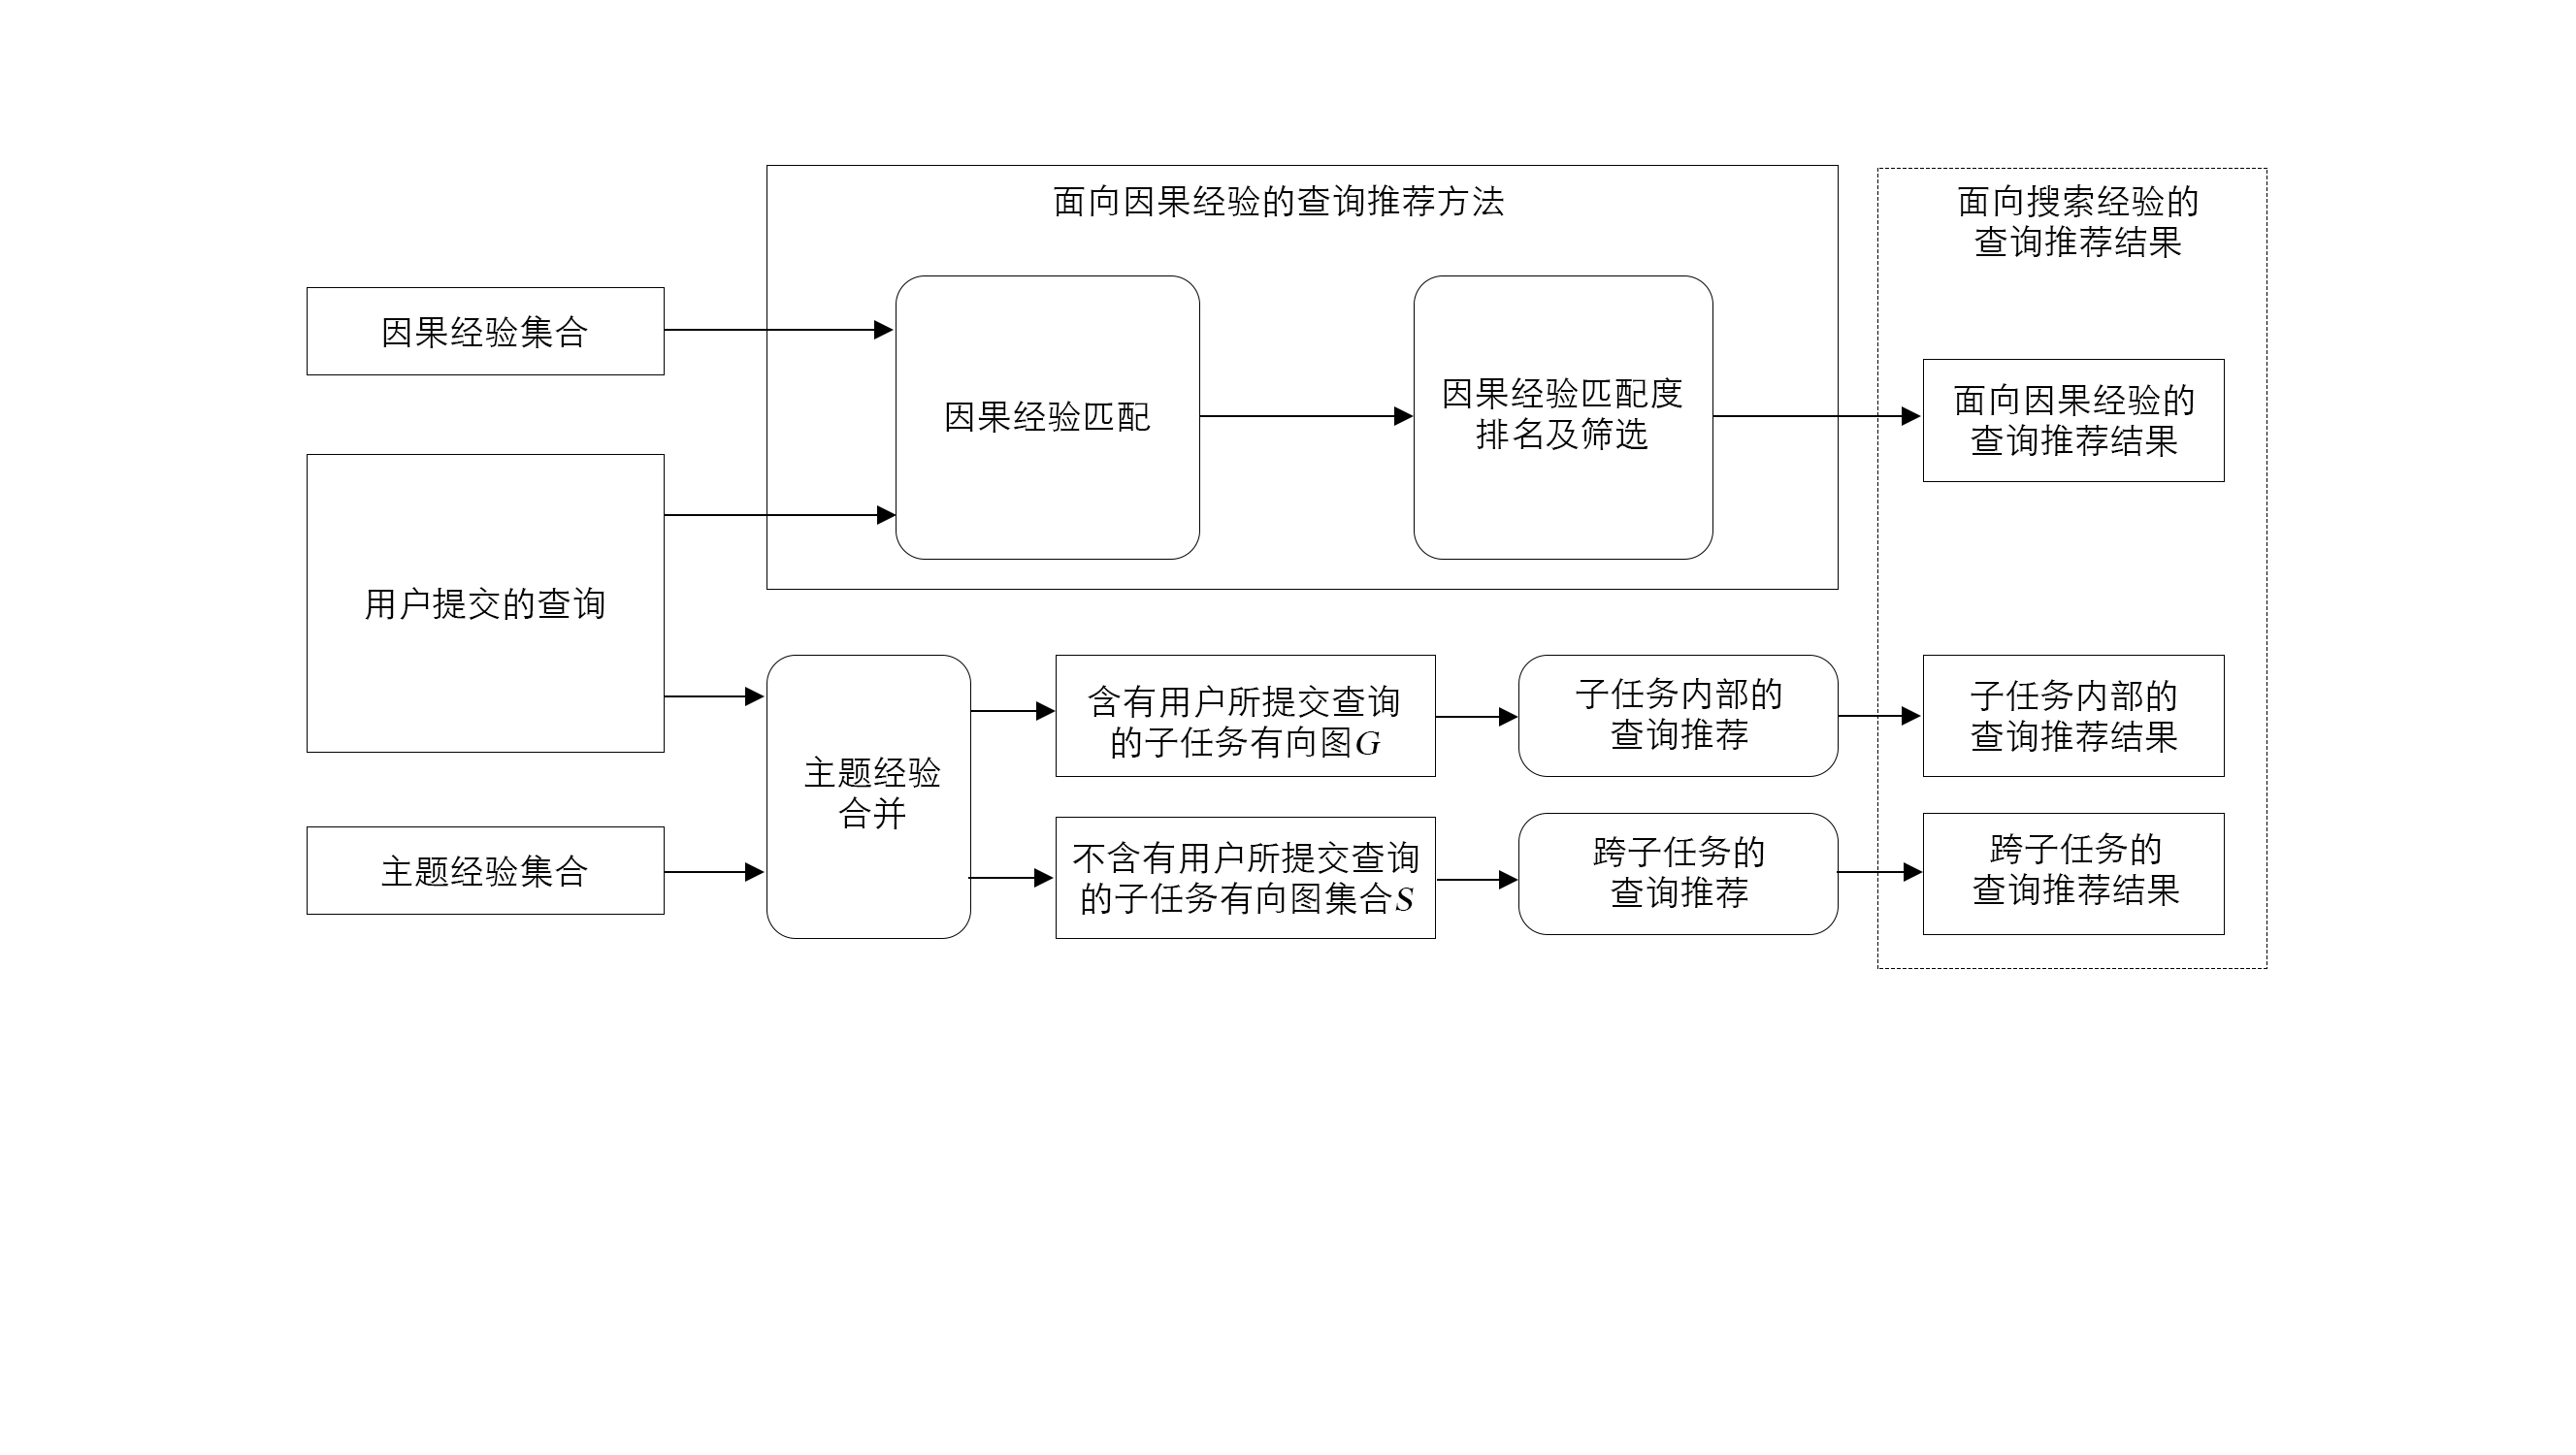 面向因果经验的查询推荐方法
面向搜索经验的
查询推荐结果
因果经验集合
因果经验匹配
因果经验匹配度
排名及筛选
面向因果经验的
查询推荐结果
用户提交的查询
主题经验集合
主题经验
合并
含有用户所提交查询
的子任务有向图G
子任务内部的
查询推荐
子任务内部的
查询推荐结果
不含有用户所提交查询
的子任务有向图集合S
跨子任务的
查询推荐
跨子任务的
查询推荐结果